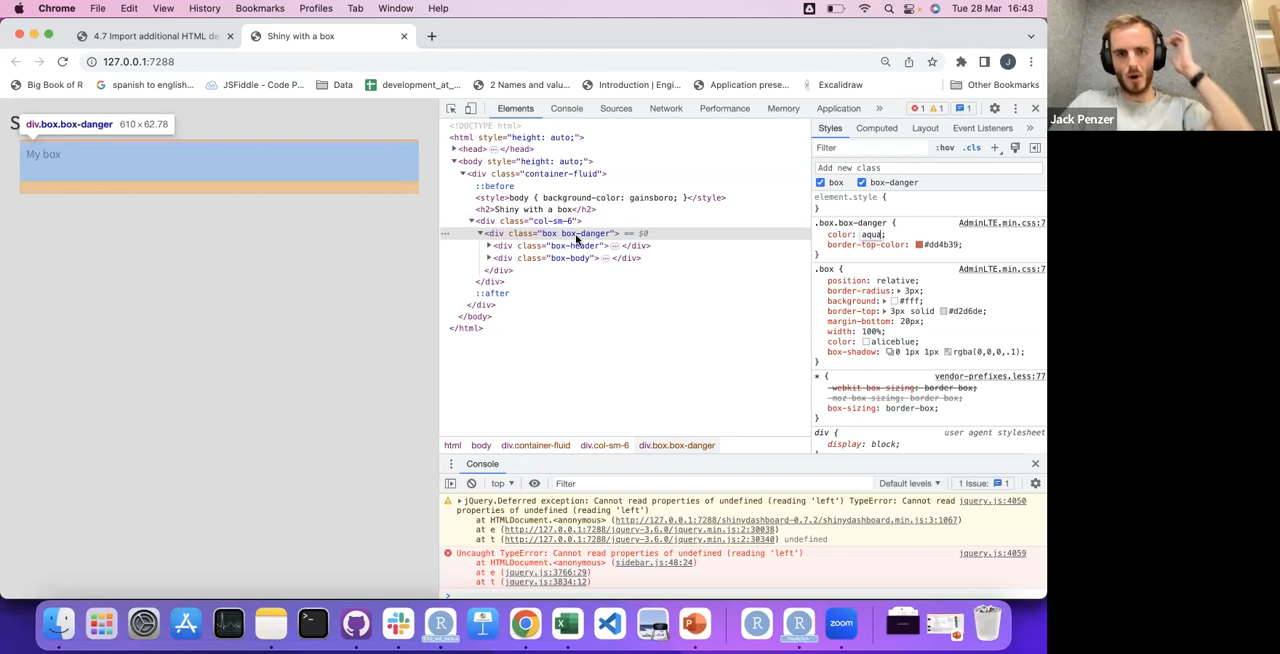 Chrome File Edit View History Bookmarks Profiles Tab Window Help Tue 28 Mar 16:43
4.7 Import additional HTML de
Shiny with a box
127.0.0.1:7288
Big Book of R spanish to english... JSFiddle - Code P... Data development_at_... 2 Names and valu... Introduction | Engi... Application prese... Excalidraw Other Bookmarks
S
div.box.box-danger 610 × 62.78
My box
Elements Console Sources Network Performance Memory Application » 1 1 1
<!DOCTYPE html>
<html style="height: auto;">
<head> … </head>
<body style="height: auto;">
<div class="container-fluid">
::before
<style>body { background-color: gainsboro; }</style>
<h2>Shiny with a box</h2>
<div class="col-sm-6">
<div class="box box-danger"> == $0
<div class="box-header"> … </div>
<div class="box-body"> … </div>
</div>
</div>
::after
</div>
</body>
</html>
html body div.container-fluid div.col-sm-6 div.box.box-danger
Styles Computed Layout Event Listeners »
Filter :hov .cls +
Add new class
box box-danger
element.style {
}
.box.box-danger { AdminLTE.min.css:7
color: aqua;
border-top-color: #dd4b39;
}
.box { AdminLTE.min.css:7
position: relative;
border-radius: 3px;
background: #fff;
border-top: 3px solid #d2d6de;
margin-bottom: 20px;
width: 100%;
color: aliceblue;
box-shadow: 0 1px 1px rgba(0,0,0,.1);
}
* { vendor-prefixes.less:77
-webkit-box-sizing: border-box;
-moz-box-sizing: border-box;
box-sizing: border-box;
}
div { user agent stylesheet
display: block;
Console
top Filter Default levels 1 Issue: 1
jQuery.Deferred exception: Cannot read properties of undefined (reading 'left') TypeError: Cannot read jquery.js:4050
properties of undefined (reading 'left')
at HTMLDocument.<anonymous> (http://127.0.0.1:7288/shinydashboard-0.7.2/shinydashboard.min.js:3:1067)
at e (http://127.0.0.1:7288/jquery-3.6.0/jquery.min.js:2:30038)
at t (http://127.0.0.1:7288/jquery-3.6.0/jquery.min.js:2:30340) undefined
Uncaught TypeError: Cannot read properties of undefined (reading 'left') jquery.js:4059
at HTMLDocument.<anonymous> (sidebar.js:48:24)
at e (jquery.js:3766:29)
at t (jquery.js:3834:12)
Jack Penzer
zoom